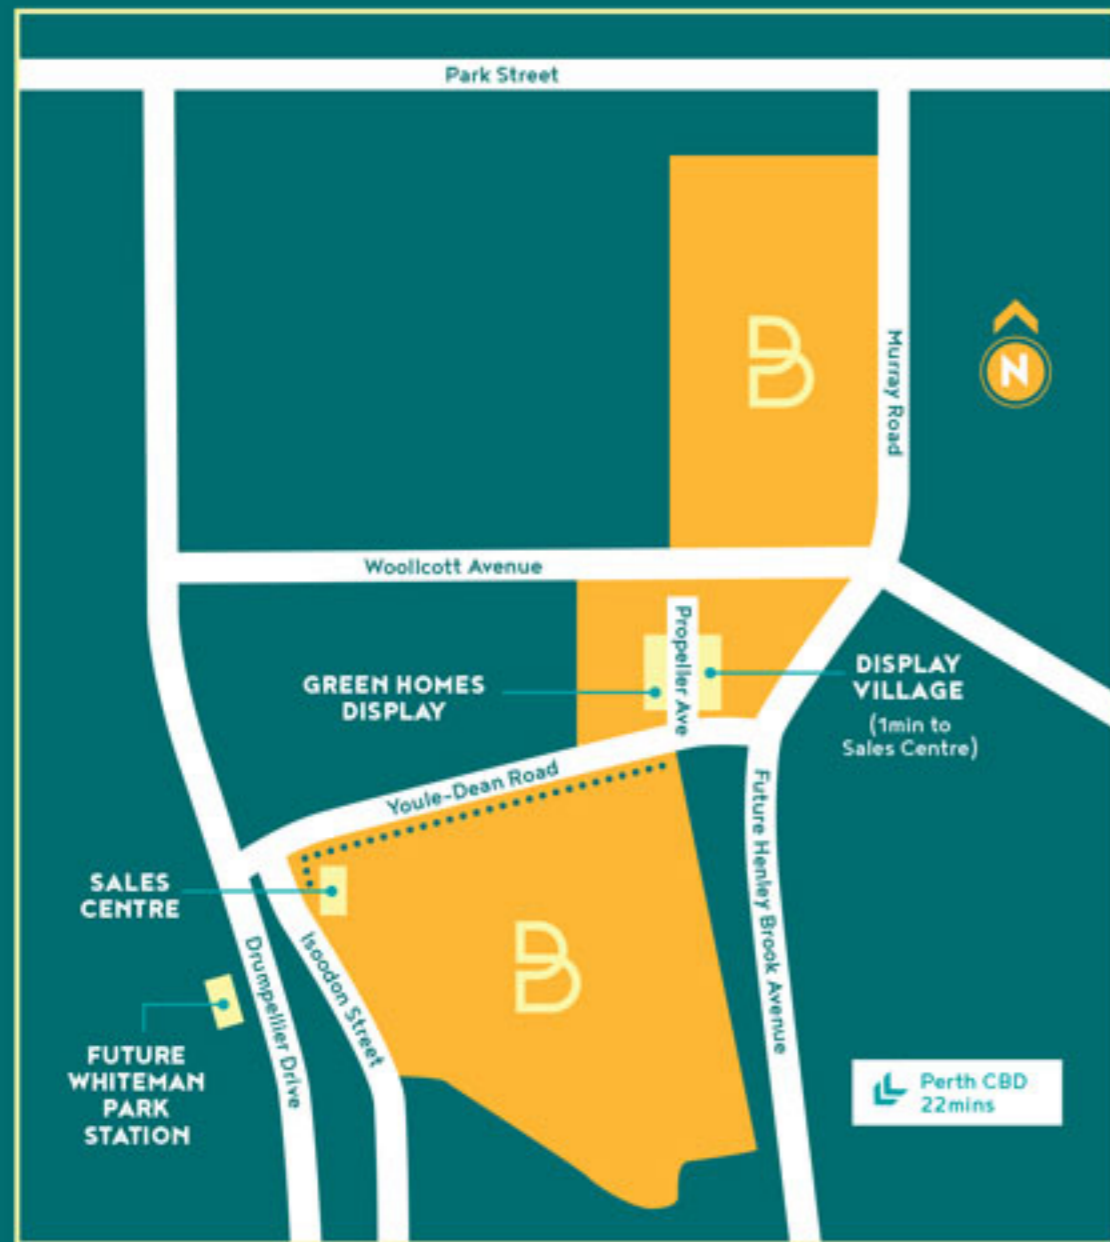 Park Street
Murray Road
N
Woollcott Avenue
Propeller Ave
GREEN HOMES
DISPLAY
DISPLAY
VILLAGE
(1min to
Sales Centre)
Youle-Dean Road
Future Henley Brook Avenue
SALES
CENTRE
Isoodon Street
Drumpellier Drive
FUTURE
WHITEMAN
PARK
STATION
Perth CBD
22mins